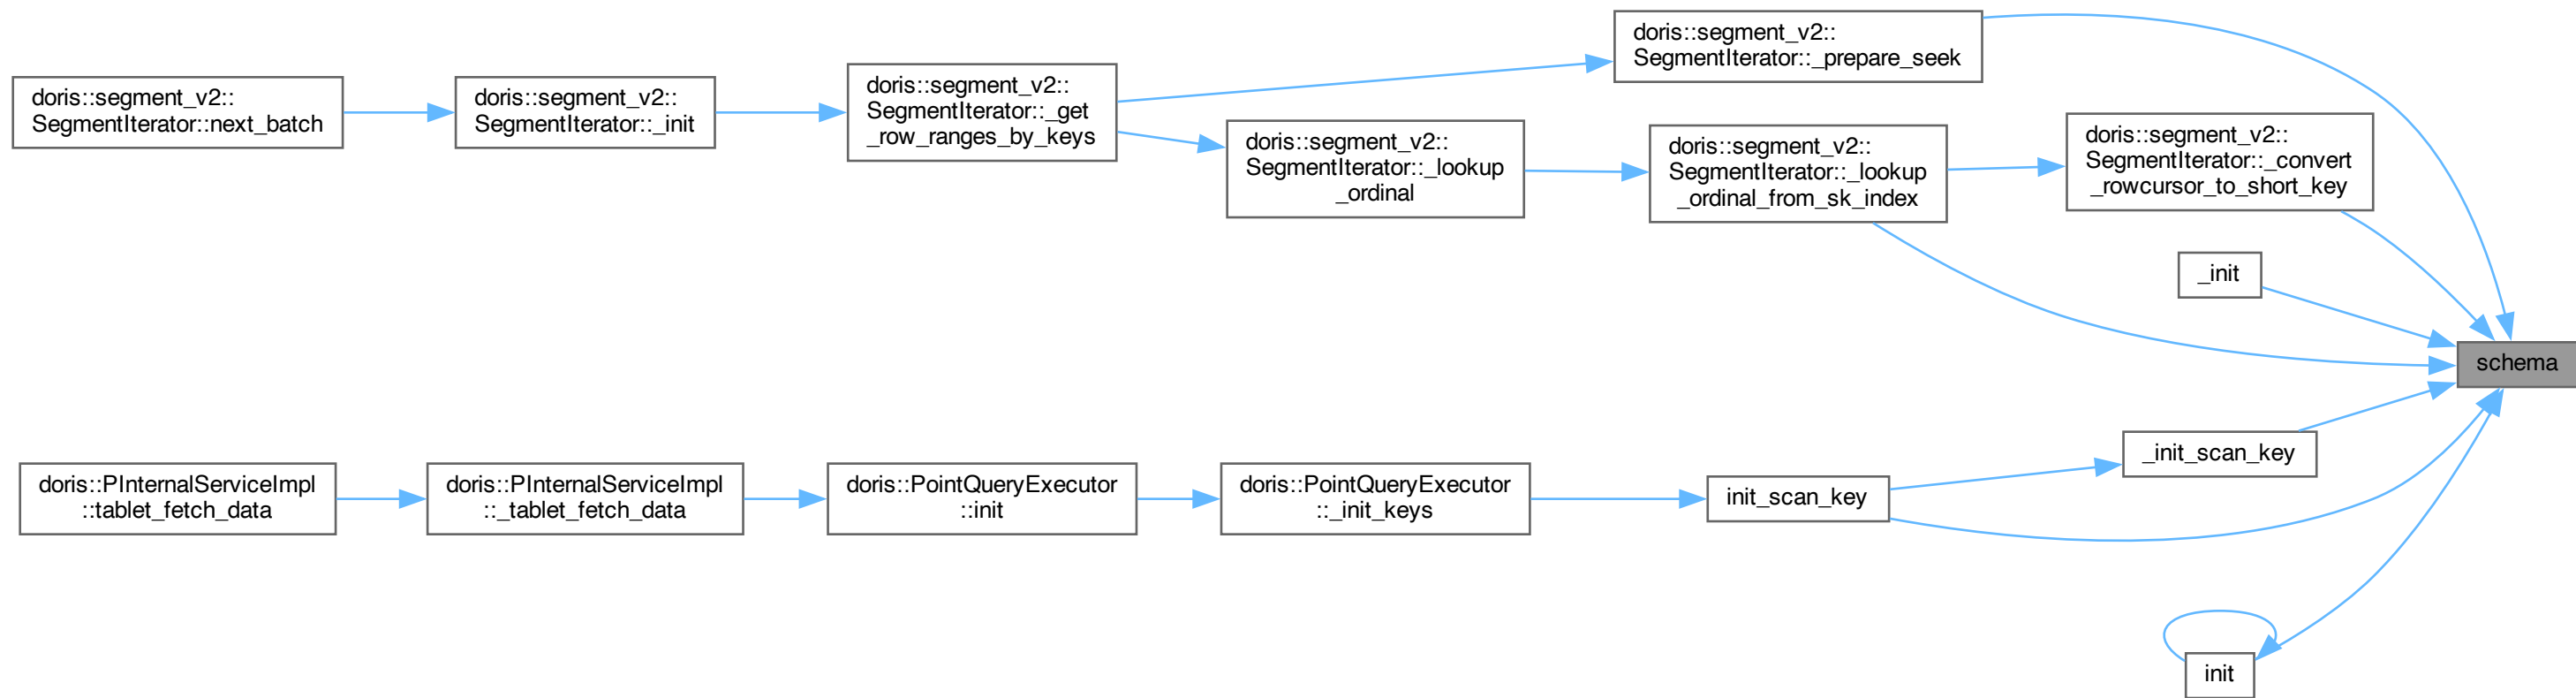 doris::segment_v2::
SegmentIterator::next_batch
doris::segment_v2::
SegmentIterator::_init
doris::segment_v2::
SegmentIterator::_get
_row_ranges_by_keys
doris::segment_v2::
SegmentIterator::_prepare_seek
doris::segment_v2::
SegmentIterator::_lookup
_ordinal
doris::segment_v2::
SegmentIterator::_lookup
_ordinal_from_sk_index
doris::segment_v2::
SegmentIterator::_convert
_rowcursor_to_short_key
_init
schema
doris::PInternalServiceImpl
::tablet_fetch_data
doris::PInternalServiceImpl
::_tablet_fetch_data
doris::PointQueryExecutor
::init
doris::PointQueryExecutor
::_init_keys
init_scan_key
_init_scan_key
init